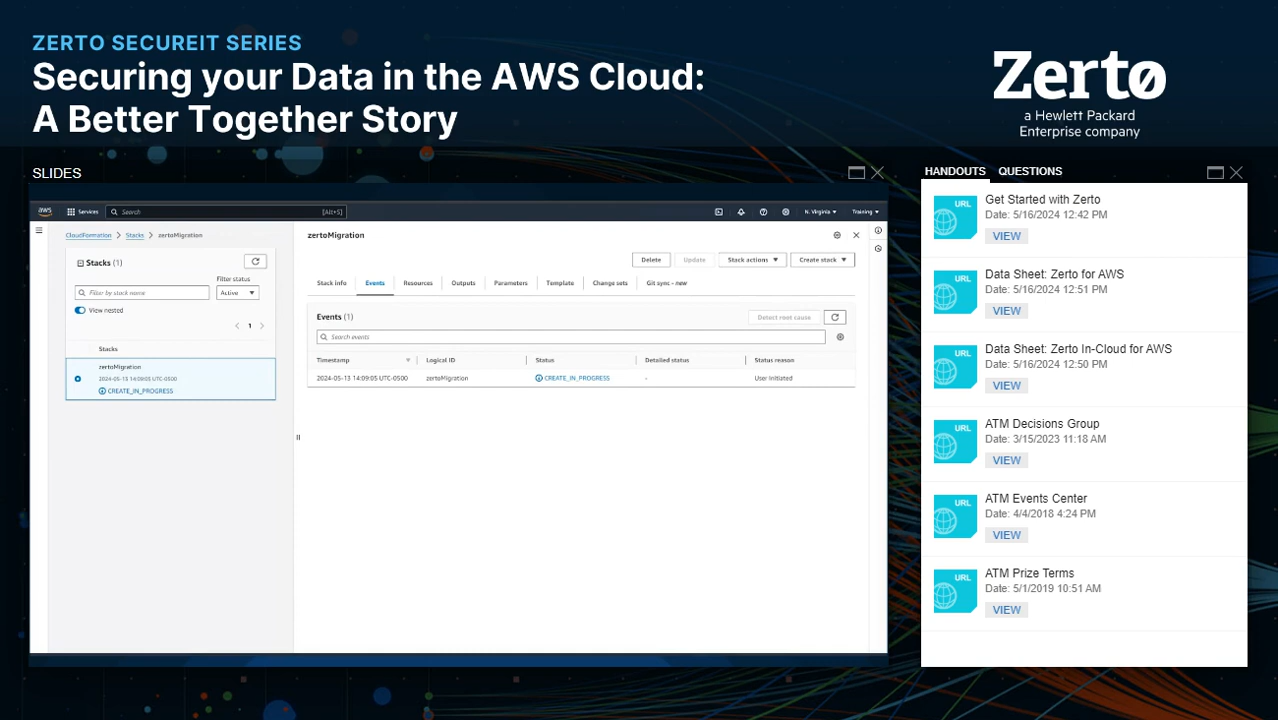 ZERTO SECUREIT SERIES
Securing your Data in the AWS Cloud:
A Better Together Story
Zerto
a Hewlett Packard
Enterprise company
SLIDES
aws
Services
Search
[Alt+S]
N. Virginia
Training
CloudFormation
Stacks
zertoMigration
Stacks (1)
Filter status
Filter by stack name
Active
View nested
1
Stacks
zertoMigration
2024-05-13 14:09:05 UTC-0500
CREATE_IN_PROGRESS
zertoMigration
Delete
Update
Stack actions
Create stack
Stack info
Events
Resources
Outputs
Parameters
Template
Change sets
Git sync - new
Events (1)
Detect root cause
Search events
Timestamp
Logical ID
Status
Detailed status
Status reason
2024-05-13 14:09:05 UTC-0500
zertoMigration
CREATE_IN_PROGRESS
-
User Initiated
HANDOUTS
QUESTIONS
URL
Get Started with Zerto
Date: 5/16/2024 12:42 PM
VIEW
URL
Data Sheet: Zerto for AWS
Date: 5/16/2024 12:51 PM
VIEW
URL
Data Sheet: Zerto In-Cloud for AWS
Date: 5/16/2024 12:50 PM
VIEW
URL
ATM Decisions Group
Date: 3/15/2023 11:18 AM
VIEW
URL
ATM Events Center
Date: 4/4/2018 4:24 PM
VIEW
URL
ATM Prize Terms
Date: 5/1/2019 10:51 AM
VIEW